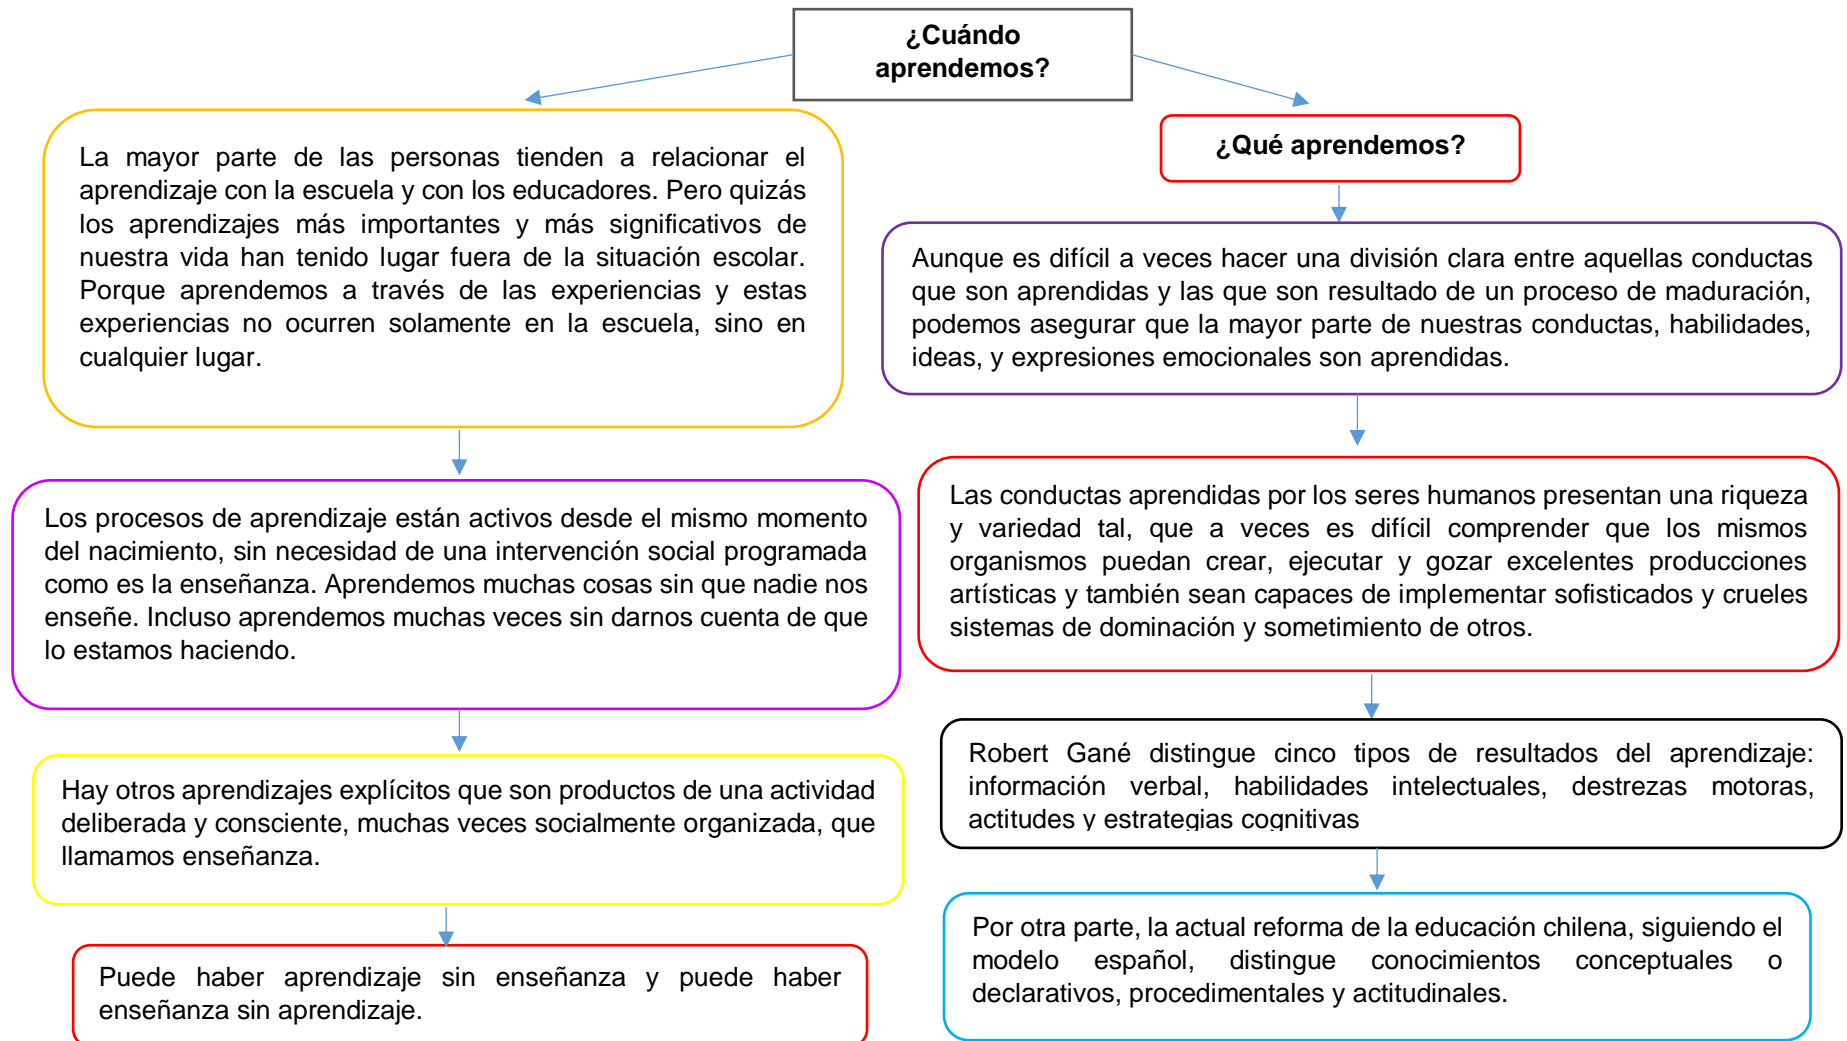 ¿Cuándo
aprendemos?
La mayor parte de las personas tienden a relacionar el
aprendizaje con la escuela y con los educadores. Pero quizás
los aprendizajes más importantes y más significativos de
nuestra vida han tenido lugar fuera de la situación escolar.
Porque aprendemos a través de las experiencias y estas
experiencias no ocurren solamente en la escuela, sino en
cualquier lugar.
Los procesos de aprendizaje están activos desde el mismo momento
del nacimiento, sin necesidad de una intervención social programada
como es la enseñanza. Aprendemos muchas cosas sin que nadie nos
enseñe. Incluso aprendemos muchas veces sin darnos cuenta de que
lo estamos haciendo.
Hay otros aprendizajes explícitos que son productos de una actividad
deliberada y consciente, muchas veces socialmente organizada, que
llamamos enseñanza.
Puede haber aprendizaje sin enseñanza y puede haber
enseñanza sin aprendizaje.
¿Qué aprendemos?
Aunque es difícil a veces hacer una división clara entre aquellas conductas
que son aprendidas y las que son resultado de un proceso de maduración,
podemos asegurar que la mayor parte de nuestras conductas, habilidades,
ideas, y expresiones emocionales son aprendidas.
Las conductas aprendidas por los seres humanos presentan una riqueza
y variedad tal, que a veces es difícil comprender que los mismos
organismos puedan crear, ejecutar y gozar excelentes producciones
artísticas y también sean capaces de implementar sofisticados y crueles
sistemas de dominación y sometimiento de otros.
Robert Gané distingue cinco tipos de resultados del aprendizaje:
información verbal, habilidades intelectuales, destrezas motoras,
actitudes y estrategias cognitivas
Por otra parte, la actual reforma de la educación chilena, siguiendo el
modelo español, distingue conocimientos conceptuales o
declarativos, procedimentales y actitudinales.